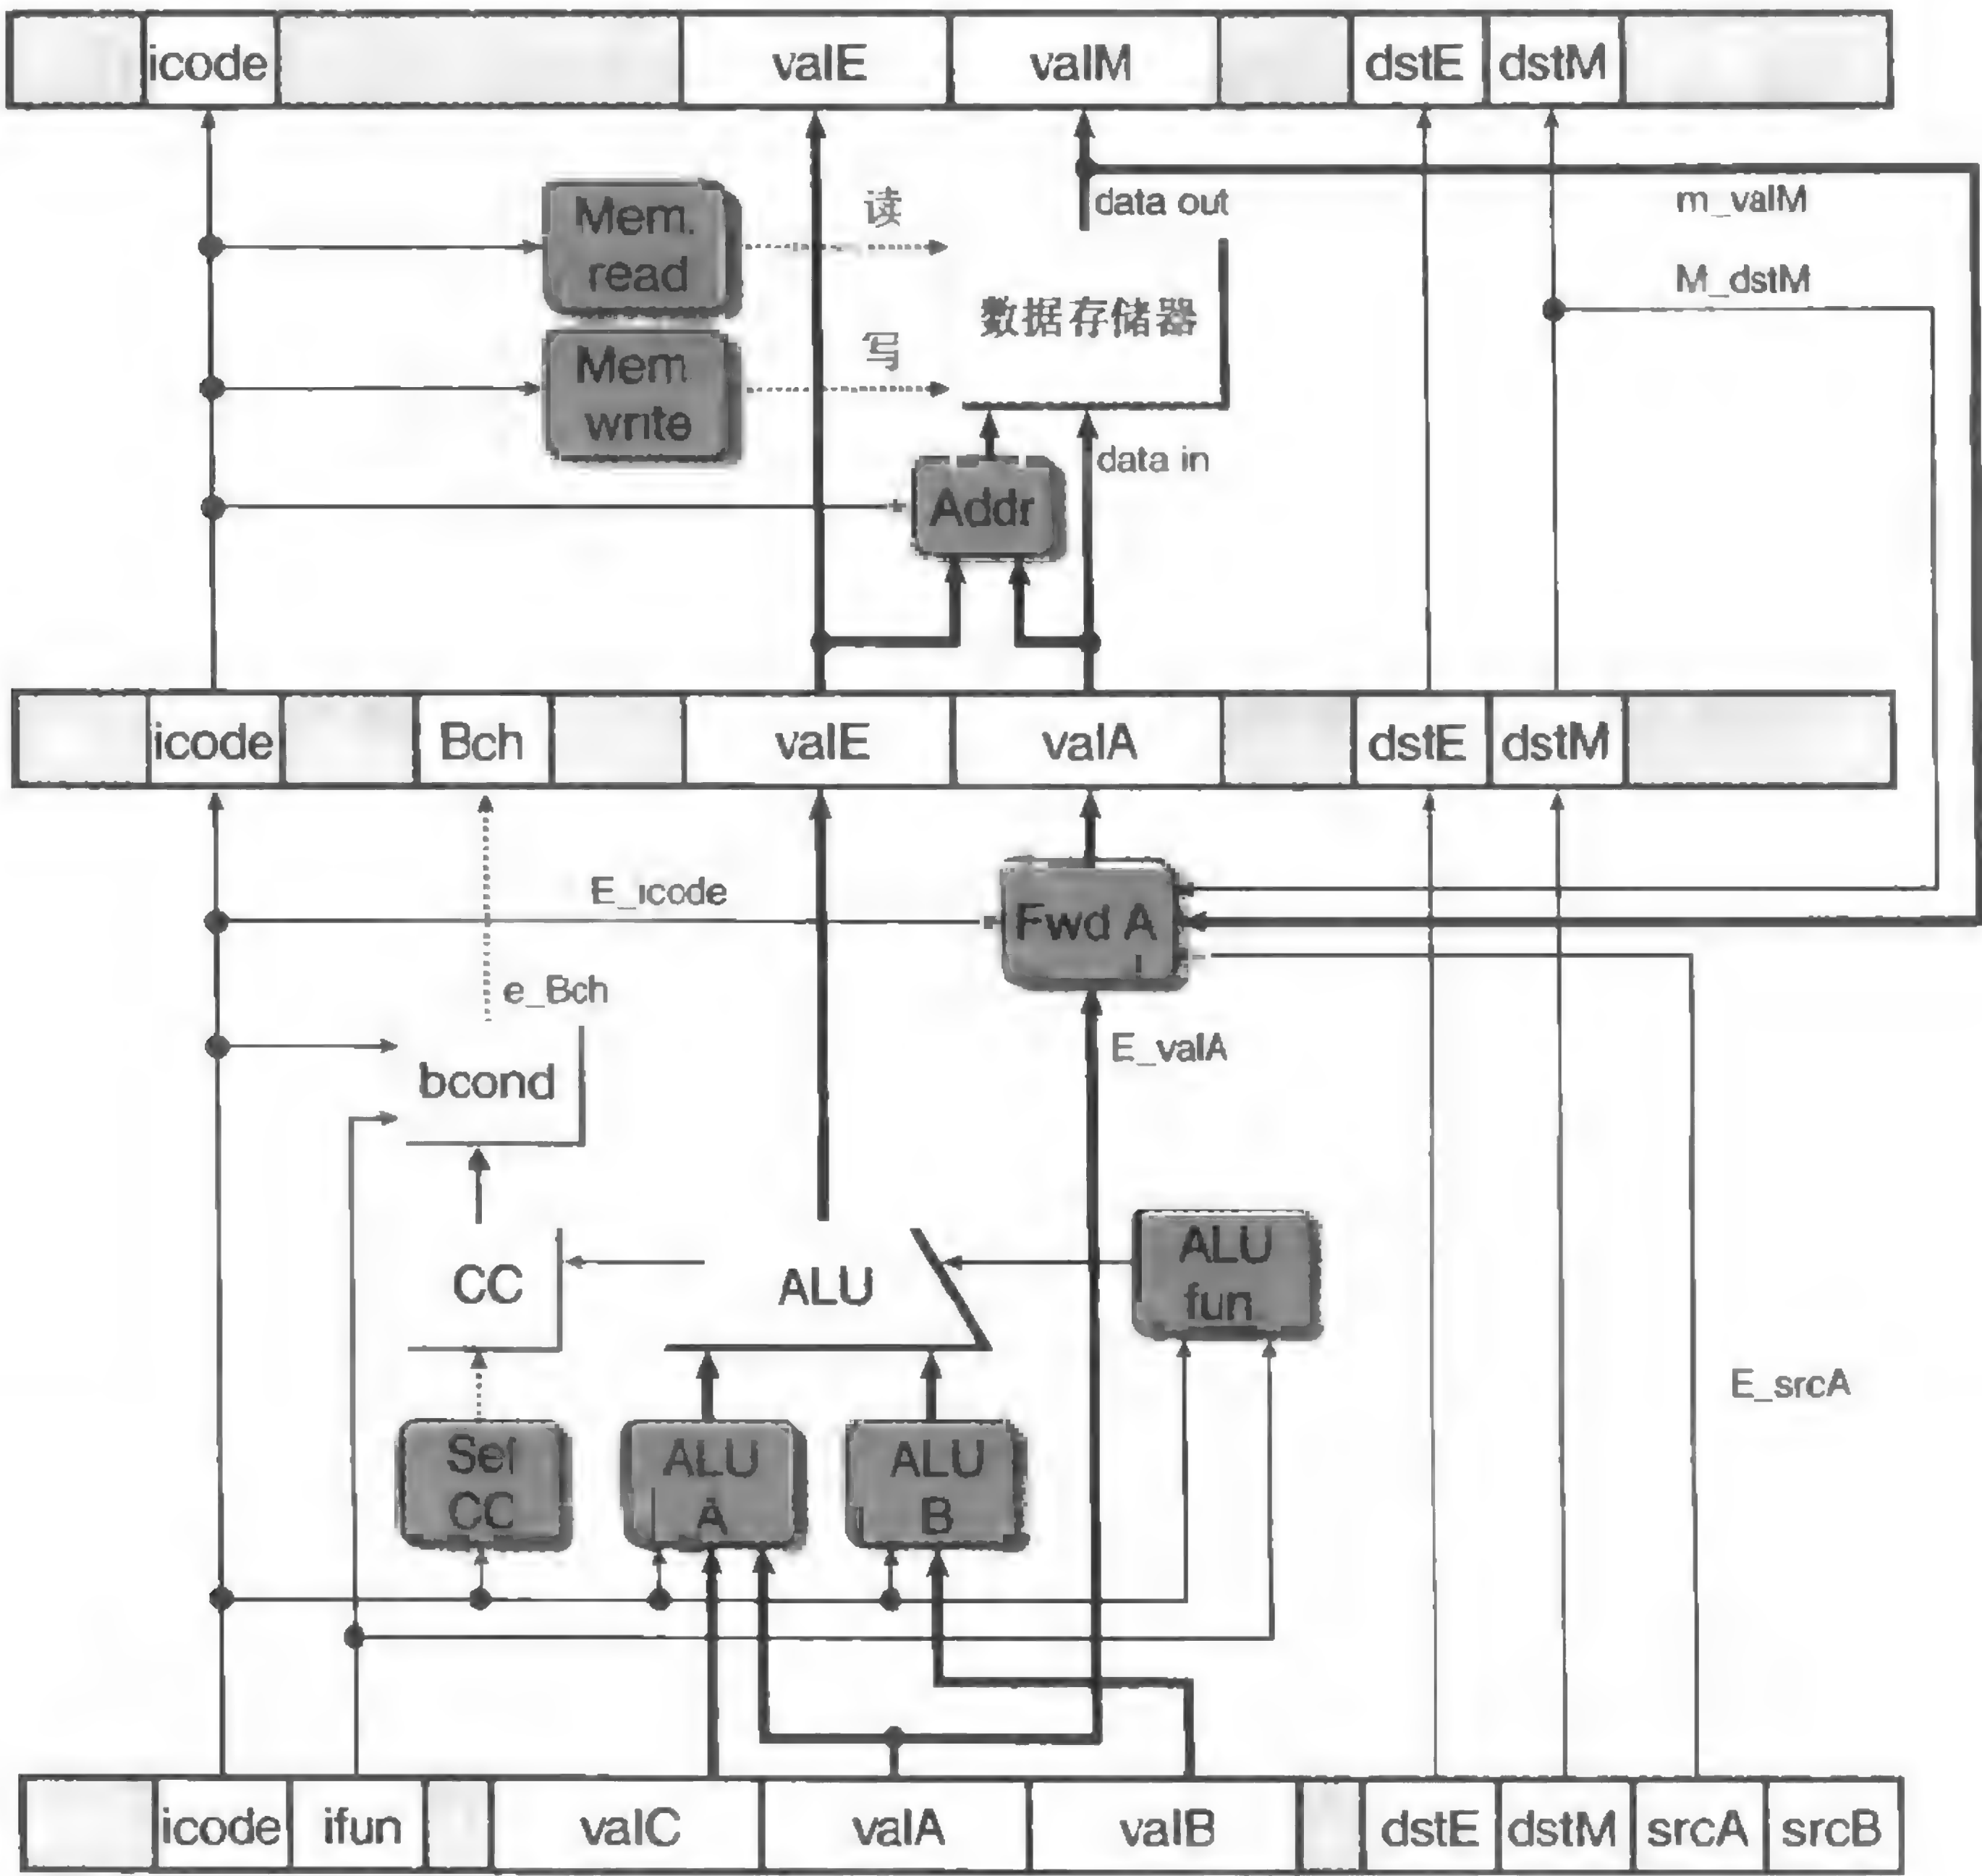 icode valE valM dstE dstM
Mem.
read
读
data out
m_valM
M_dstM
数据存储器
Mem
write
写
data in
Addr
icode Bch valE valA dstE dstM
E_icode
Fwd A
e_Bch
E_valA
bcond
CC
ALU
ALU
fun
E_srcA
CC
ALU
A
ALU
B
icode ifun valC valA valB dstE dstM srcA srcB